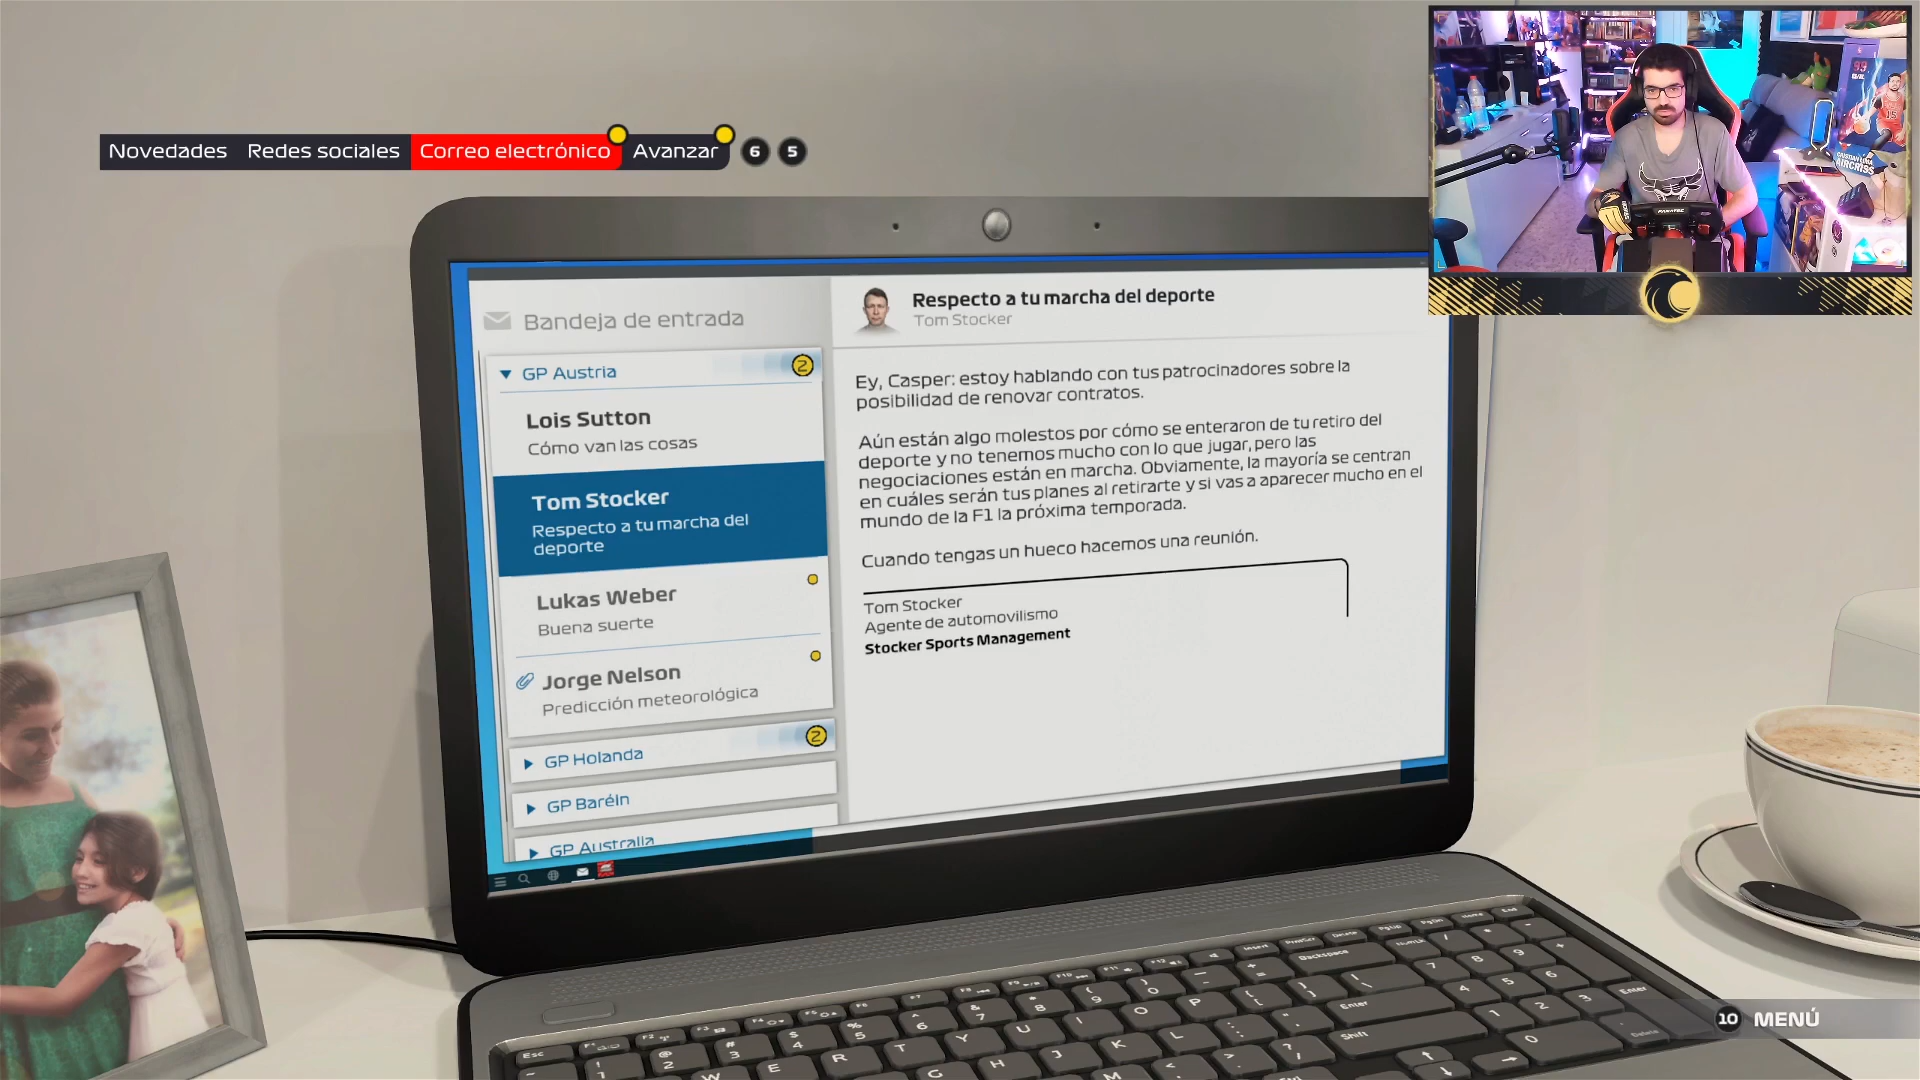 Novedades
Redes sociales
Correo electrónico
Avanzar
6
5
Bandeja de entrada
GP Austria
2
Lois Sutton
Cómo van las cosas
Tom Stocker
Respecto a tu marcha del
deporte
Lukas Weber
Buena suerte
Jorge Nelson
Predicción meteorológica
GP Holanda
2
GP Baréin
GP Australia
Respecto a tu marcha del deporte
Tom Stocker
Ey, Casper: estoy hablando con tus patrocinadores sobre la
posibilidad de renovar contratos.
Aún están algo molestos por cómo se enteraron de tu retiro del
deporte y no tenemos mucho con lo que jugar, pero las
negociaciones están en marcha. Obviamente, la mayoría se centran
en cuáles serán tus planes al retirarte y si vas a aparecer mucho en el
mundo de la F1 la próxima temporada.
Cuando tengas un hueco hacemos una reunión.
Tom Stocker
Agente de automovilismo
Stocker Sports Management
10 MENÚ